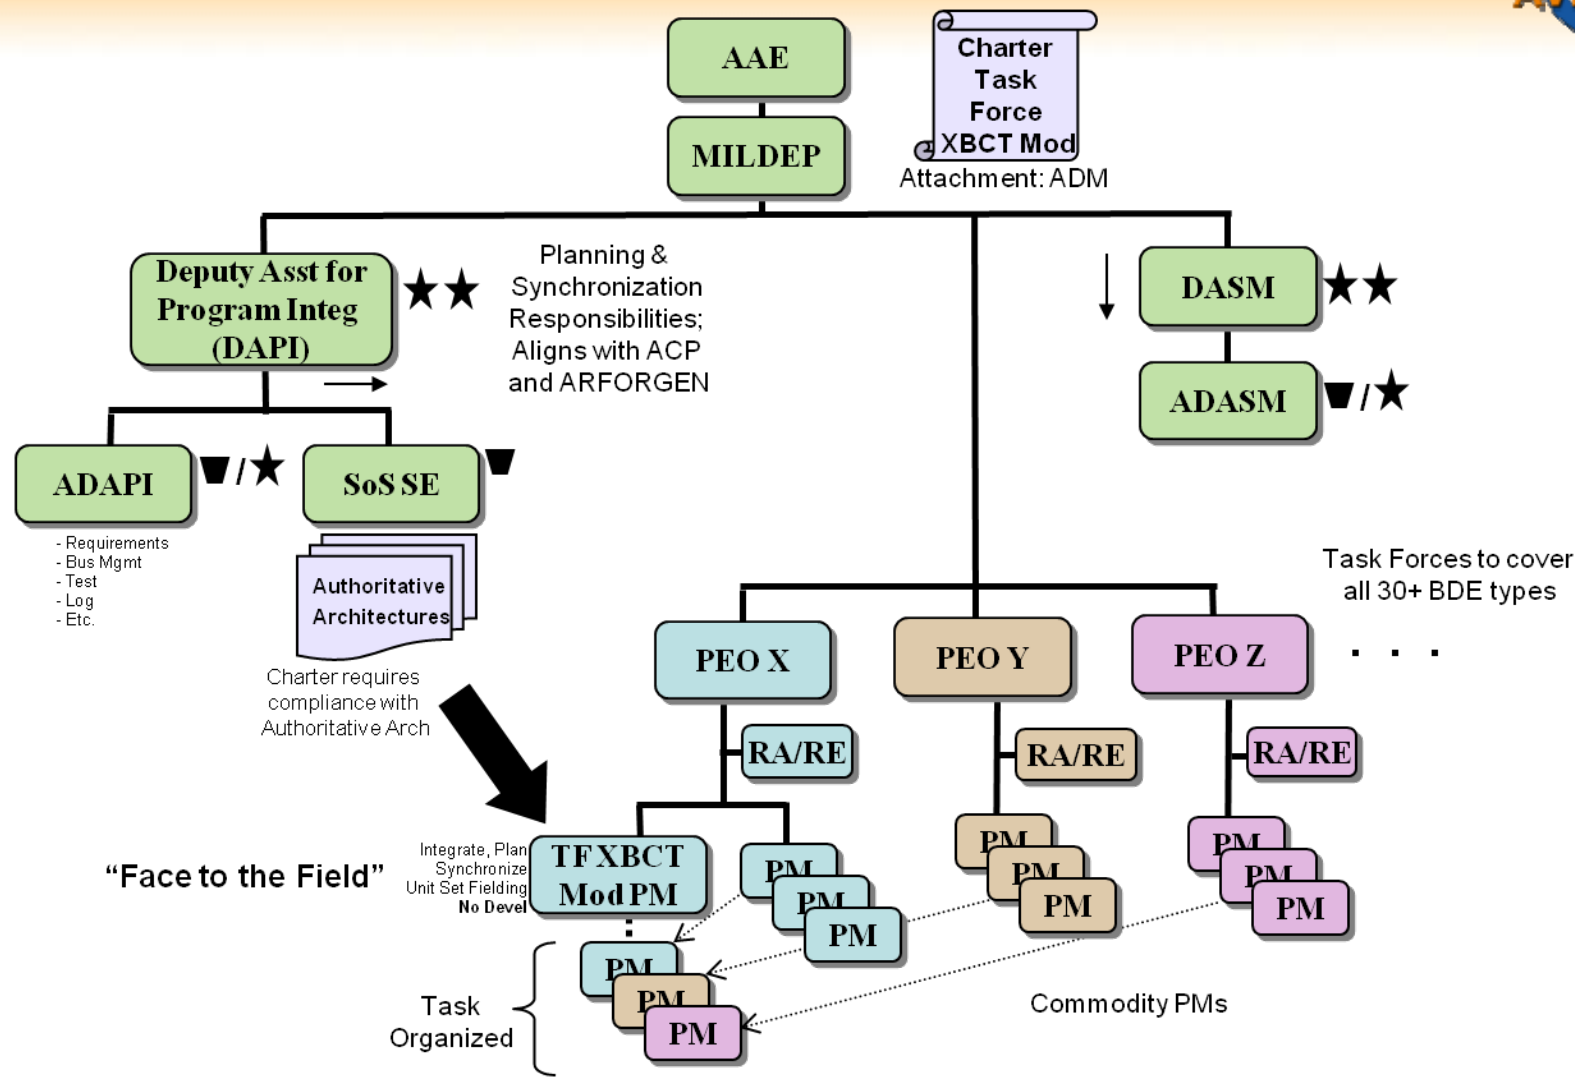 AAE
MILDEP
Charter
Task
Force
XBCT Mod
Attachment: ADM
Deputy Asst for
Program Integ
(DAPI)
Planning &
Synchronization
Responsibilities;
Aligns with ACP
and ARFORGEN
DASM
ADASM
/
ADAPI
/
SoS SE
- Requirements
- Bus Mgmt
- Test
- Log
- Etc.
Authoritative
Architectures
Charter requires
compliance with
Authoritative Arch
Task Forces to cover
all 30+ BDE types
PEO X
PEO Y
PEO Z
. . .
RA/RE
RA/RE
RA/RE
"Face to the Field"
Integrate, Plan
Synchronize
Unit Set Fielding
No Devel
TF XBCT
Mod PM
PM
PM
PM
PM
PM
PM
PM
PM
PM
Task
Organized
PM
PM
PM
Commodity PMs